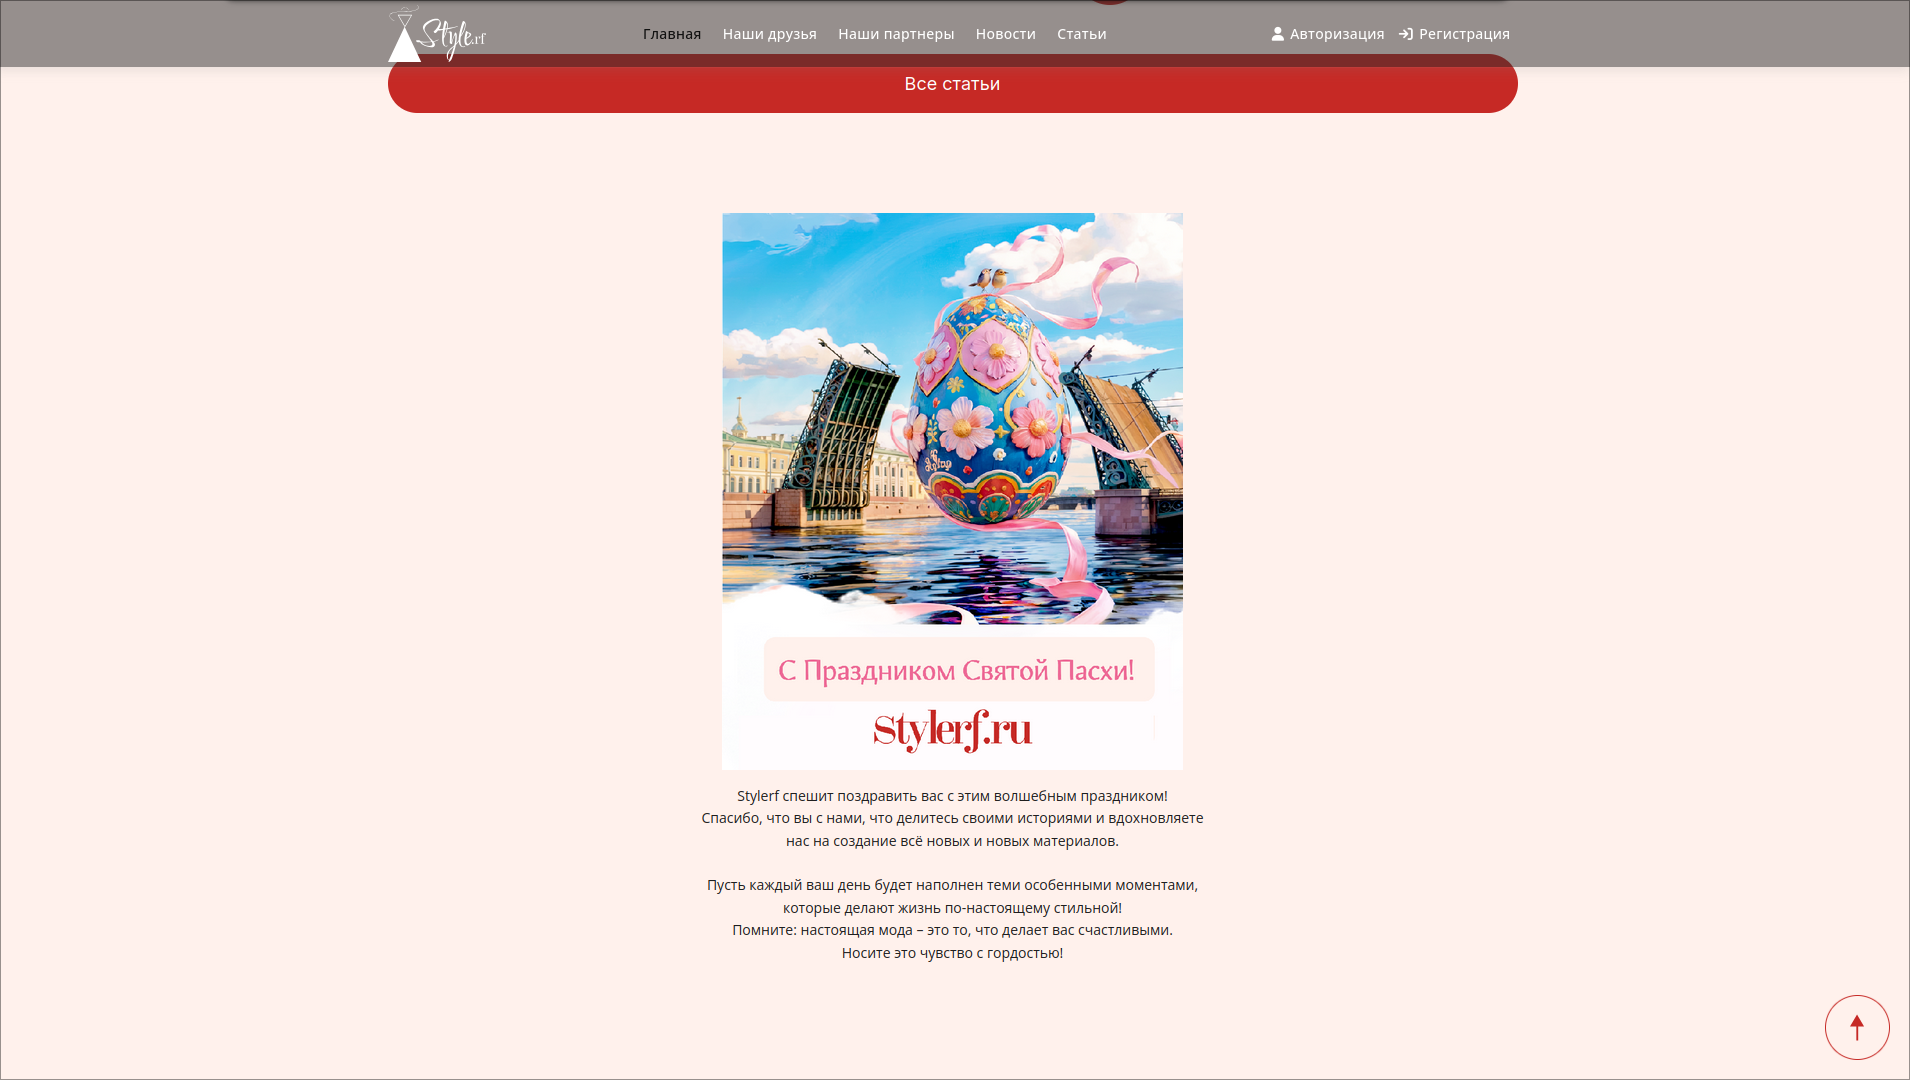 Style.rf
Главная
Наши друзья
Наши партнеры
Новости
Статьи
Авторизация
Регистрация
Все статьи
С Праздником Святой Пасхи!
stylerf.ru
Stylerf спешит поздравить вас с этим волшебным праздником!
Спасибо, что вы с нами, что делитесь своими историями и вдохновляете
нас на создание всё новых и новых материалов.
Пусть каждый ваш день будет наполнен теми особенными моментами,
которые делают жизнь по-настоящему стильной!
Помните: настоящая мода – это то, что делает вас счастливыми.
Носите это чувство с гордостью!